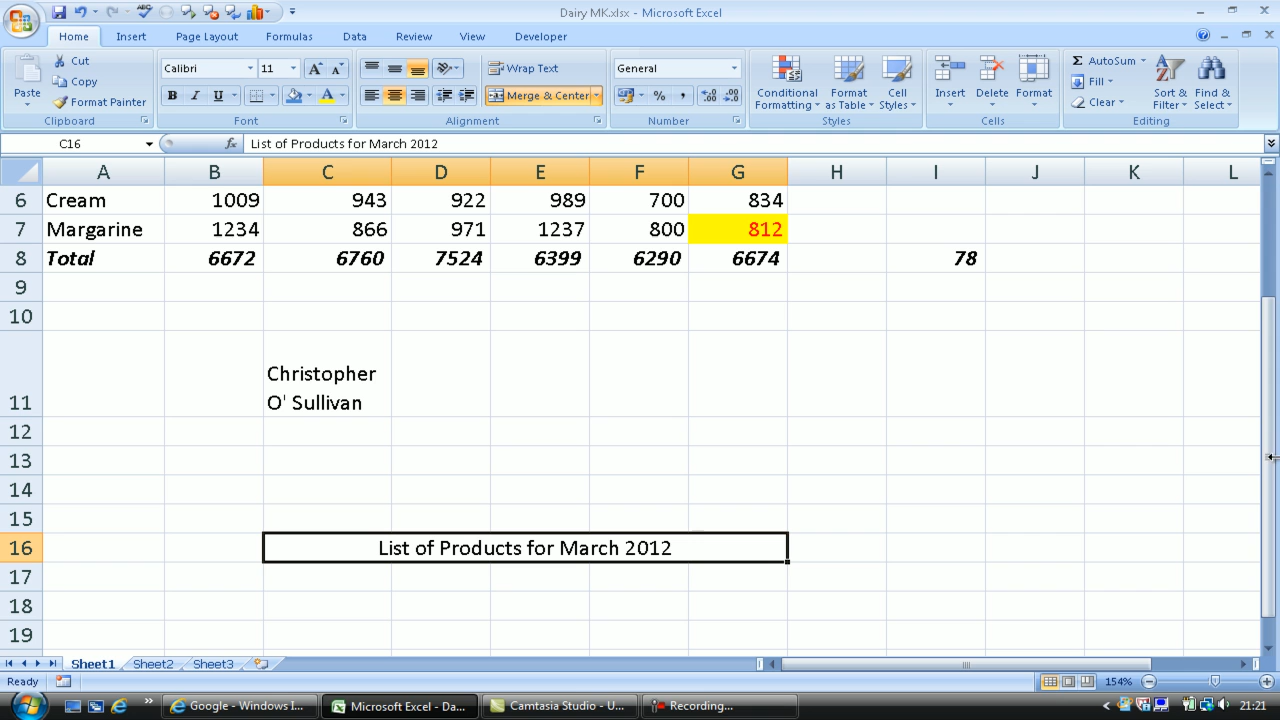 Dairy MK.xlsx - Microsoft Excel
Home Insert Page Layout Formulas Data Review View Developer
Paste Cut Copy Format Painter Clipboard
Calibri 11 B I U A Font
Wrap Text Merge & Center Alignment
General % , Number
Conditional Formatting Format as Table Cell Styles Styles
Insert Delete Format Cells
Σ AutoSum Fill Clear Sort & Filter Find & Select Editing
C16 fx List of Products for March 2012
A B C D E F G H I J K L
6 Cream 1009 943 922 989 700 834
7 Margarine 1234 866 971 1237 800 812
8 Total 6672 6760 7524 6399 6290 6674 78
9
10
Christopher
11 O' Sullivan
12
13
14
15
16 List of Products for March 2012
17
18
19
Sheet1 Sheet2 Sheet3
Ready 154%
Google - Windows I... Microsoft Excel - Da... Camtasia Studio - U... Recording... 21:21